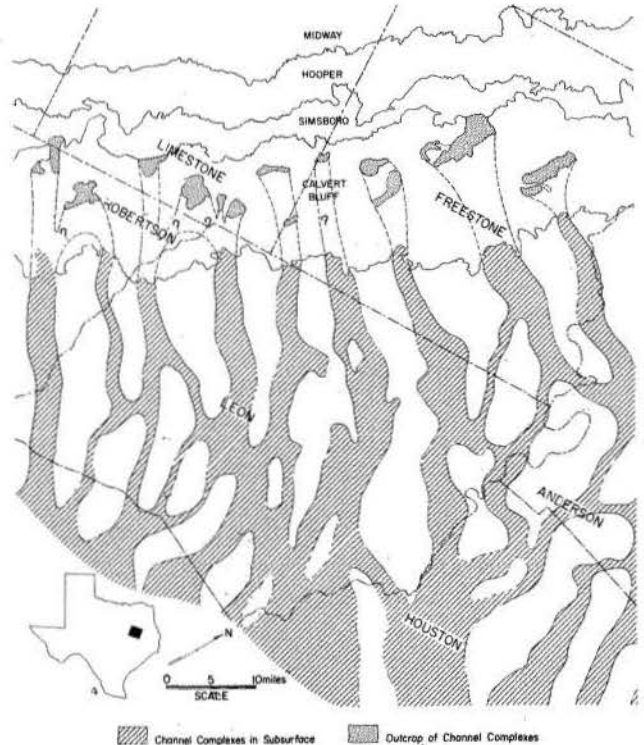 MIDWAY
HOOPER
SIMSBORO
LIMESTONE
CALVERT
BLUFF
ROBERTSON
FREESTONE
?
?
LEON
ANDERSON
HOUSTON
N
0 5 10miles
SCALE
Channel Complexes in Subsurface
Outcrop of Channel Complexes